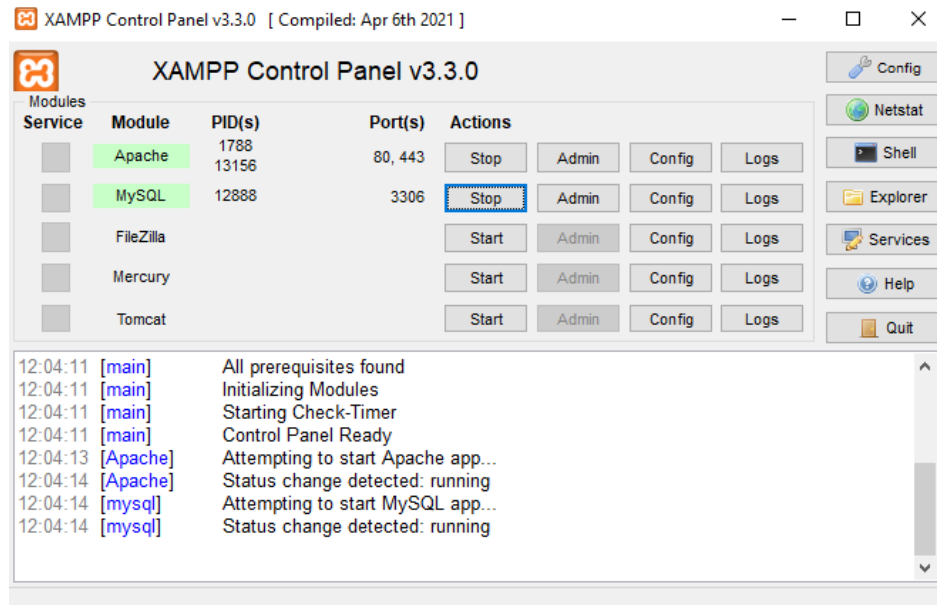 XAMPP Control Panel v3.3.0 [ Compiled: Apr 6th 2021 ]
XAMPP Control Panel v3.3.0
Config
Modules
Service Module PID(s) Port(s) Actions
Netstat
Apache 1788 13156 80, 443 Stop Admin Config Logs
Shell
MySQL 12888 3306 Stop Admin Config Logs
Explorer
FileZilla Start Admin Config Logs
Services
Mercury Start Admin Config Logs
Help
Tomcat Start Admin Config Logs
Quit
12:04:11 [main] All prerequisites found
12:04:11 [main] Initializing Modules
12:04:11 [main] Starting Check-Timer
12:04:11 [main] Control Panel Ready
12:04:13 [Apache] Attempting to start Apache app...
12:04:14 [Apache] Status change detected: running
12:04:14 [mysql] Attempting to start MySQL app...
12:04:14 [mysql] Status change detected: running